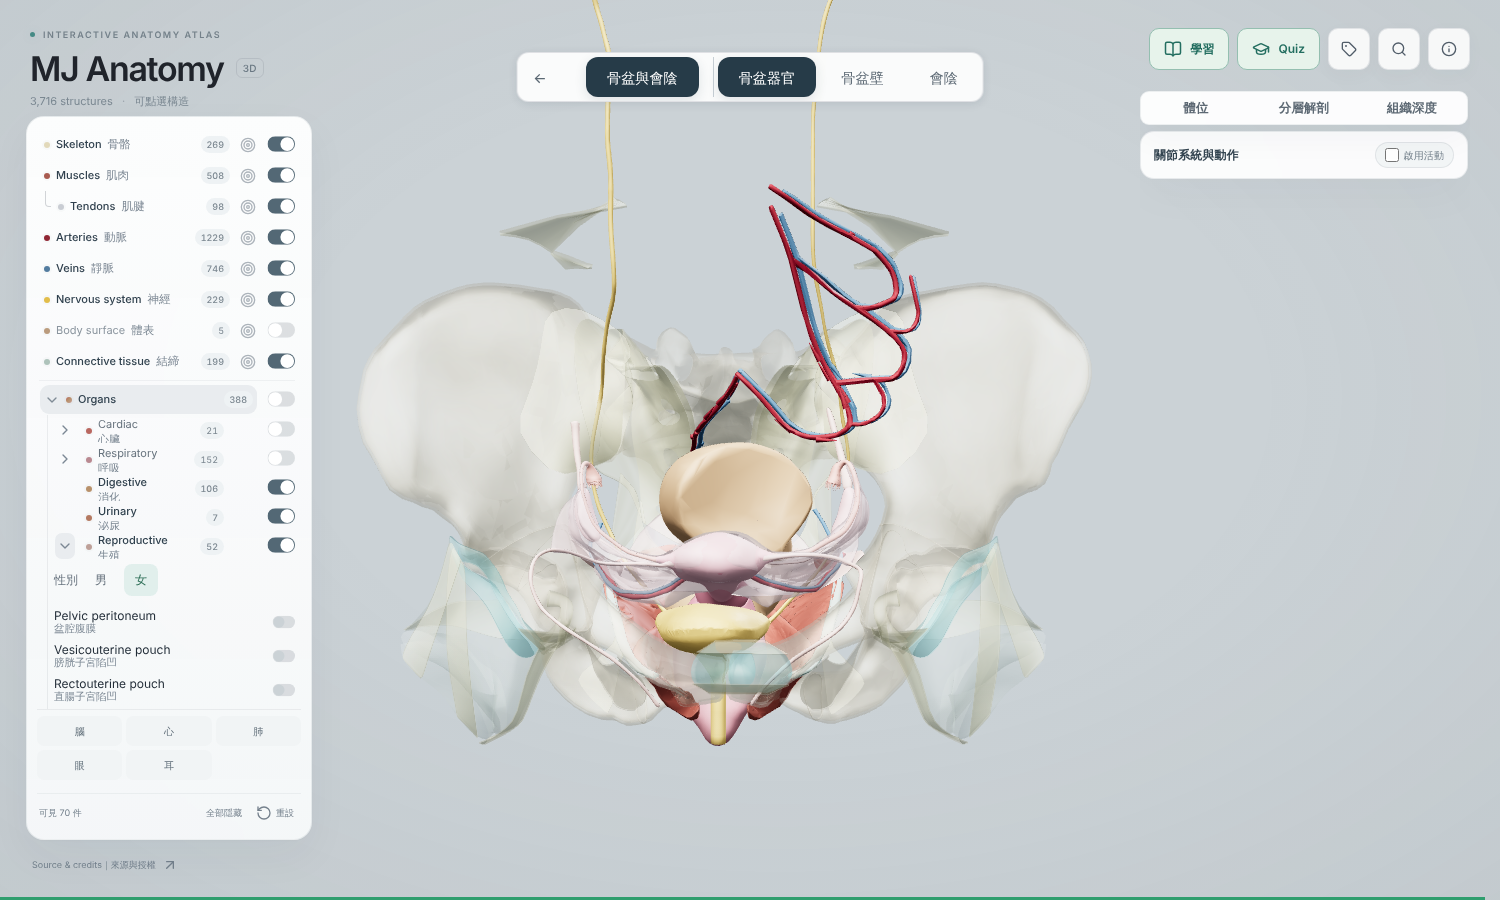 INTERACTIVE ANATOMY ATLAS
MJ Anatomy 3D
3,716 structures · 可點選構造
← 骨盆與會陰 骨盆器官 骨盆壁 會陰
學習 Quiz
體位 分層解剖 組織深度
關節系統與動作 啟用活動
Skeleton 骨骼 269
Muscles 肌肉 508
Tendons 肌腱 98
Arteries 動脈 1229
Veins 靜脈 746
Nervous system 神經 229
Body surface 體表 5
Connective tissue 結締 199
Organs 388
Cardiac 21
心臟
Respiratory 152
呼吸
Digestive 106
消化
Urinary 7
泌尿
Reproductive 52
生殖
性別 男 女
Pelvic peritoneum
盆腔腹膜
Vesicouterine pouch
膀胱子宮陷凹
Rectouterine pouch
直腸子宮陷凹
腦 心 肺
眼 耳
可見 70 件 全部隱藏 重設
Source & credits | 來源與授權